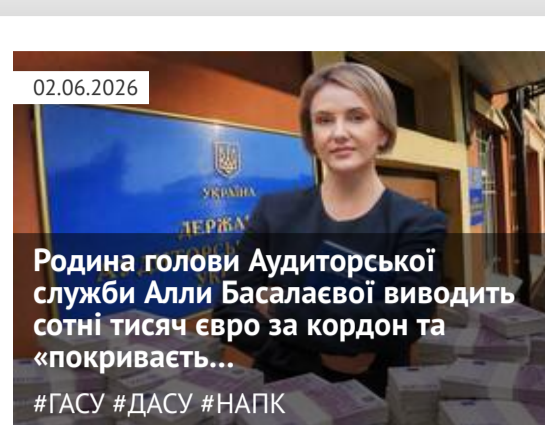 02.06.2026
УКРАЇНА
ДЕРЖА
Родина голови Аудиторської
служби Алли Басалаєвої виводить
сотні тисяч євро за кордон та
«покриваєть...
#ГАСУ #ДАСУ #НАПК